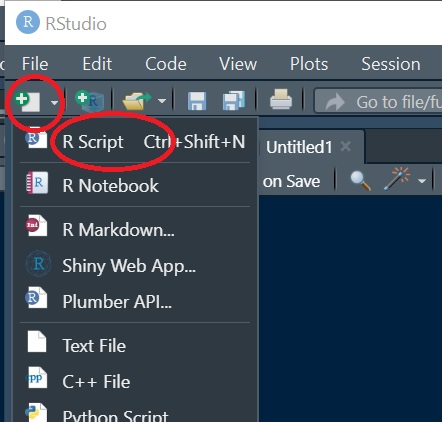 RStudio
File Edit Code View Plots Session
Go to file/fu
R Script Ctrl+Shift+N
Untitled1
R Notebook
on Save
R Markdown...
Shiny Web App...
Plumber API...
Text File
C++ File
Python Script